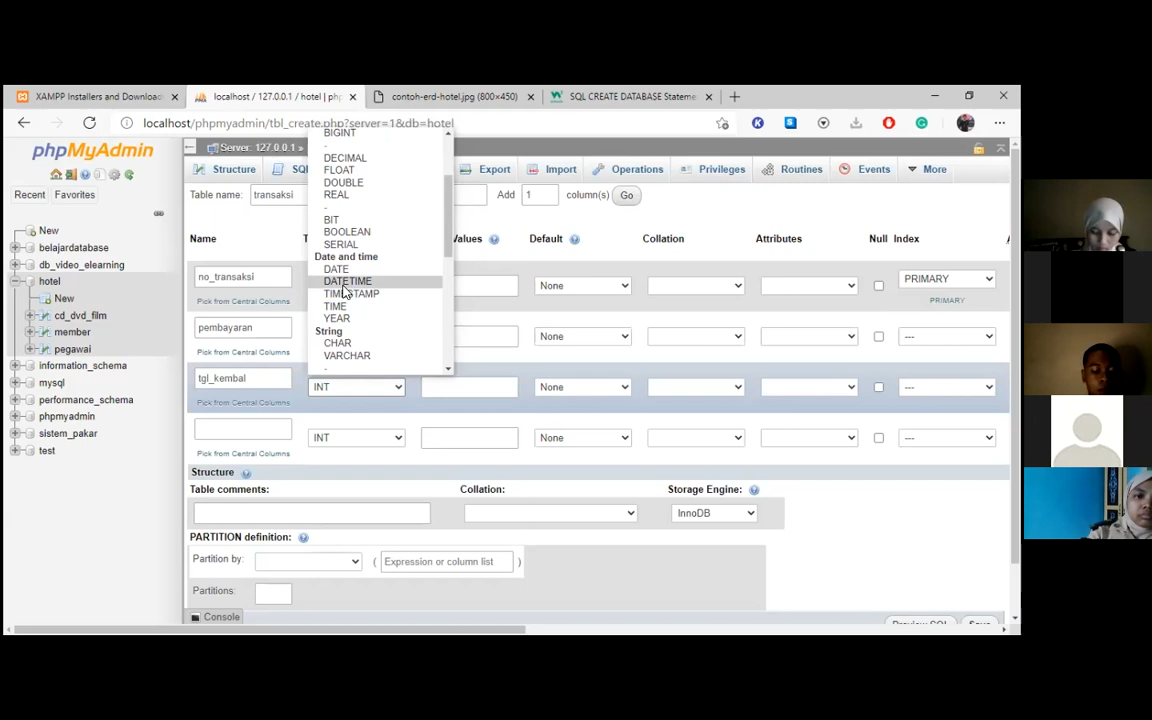 XAMPP Installers and Download
localhost / 127.0.0.1 / hotel | ph
contoh-erd-hotel.jpg (800×450)
SQL CREATE DATABASE Stateme
localhost/phpmyadmin/tbl_create.php?server=1&db=hotel
phpMyAdmin
Recent
Favorites
New
belajardatabase
db_video_elearning
hotel
New
cd_dvd_film
member
pegawai
information_schema
mysql
performance_schema
phpmyadmin
sistem_pakar
test
Server: 127.0.0.1 »
Structure
SQ
Export
Import
Operations
Privileges
Routines
Events
More
Table name: transaksi
Add 1 column(s) Go
Name
T
Values
Default
Collation
Attributes
Null
Index
no_transaksi
None
PRIMARY
PRIMARY
Pick from Central Columns
pembayaran
None
---
Pick from Central Columns
tgl_kembal
INT
None
---
Pick from Central Columns
INT
None
---
Pick from Central Columns
BIGINT
-
DECIMAL
FLOAT
DOUBLE
REAL
-
BIT
BOOLEAN
SERIAL
Date and time
DATE
DATETIME
TIMESTAMP
TIME
YEAR
String
CHAR
VARCHAR
-
Structure
Table comments:
Collation:
Storage Engine:
InnoDB
PARTITION definition:
Partition by:
( Expression or column list )
Partitions:
Console
Preview SQL
Save